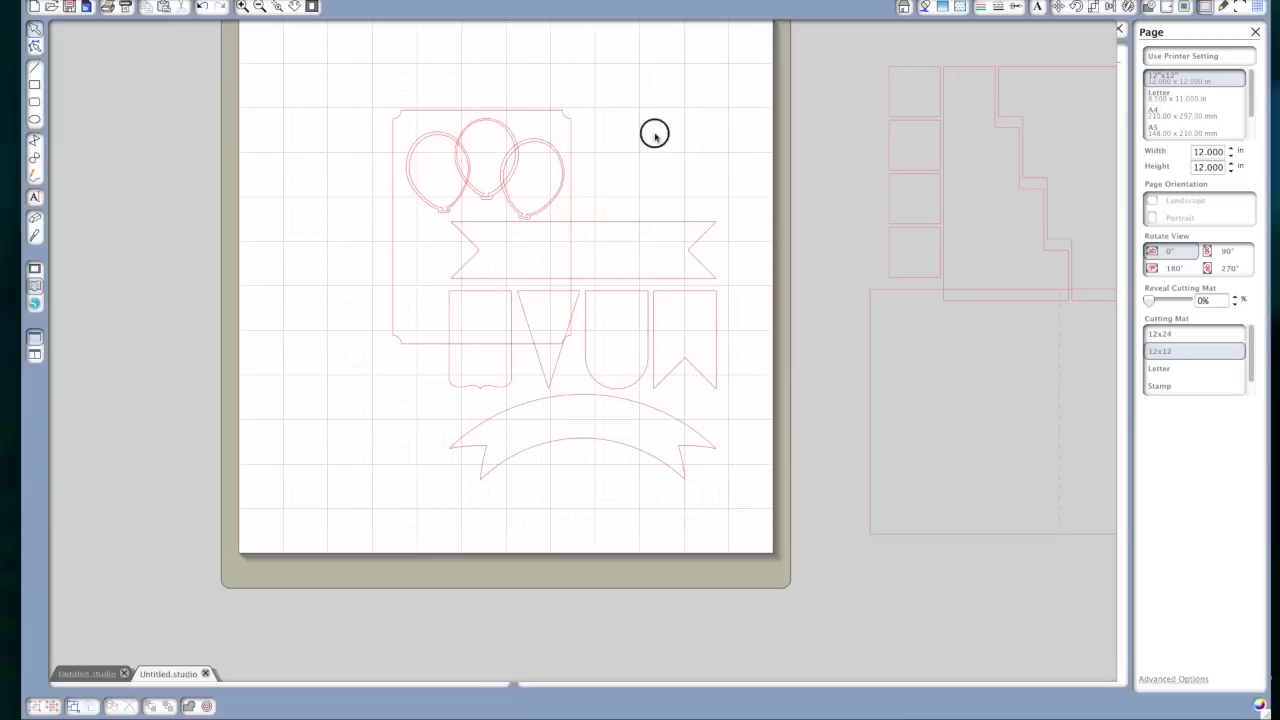 Page
Use Printer Setting
12"x12"
12.000 x 12.000 in
Letter
8.500 x 11.000 in
A4
210.00 x 297.00 mm
A5
148.00 x 210.00 mm
Width 12.000 in
Height 12.000 in
Page Orientation
Landscape
Portrait
Rotate View
0° 90°
180° 270°
Reveal Cutting Mat
0% %
Cutting Mat
12x24
12x12
Letter
Stamp
Advanced Options
Untitled.studio Untitled.studio